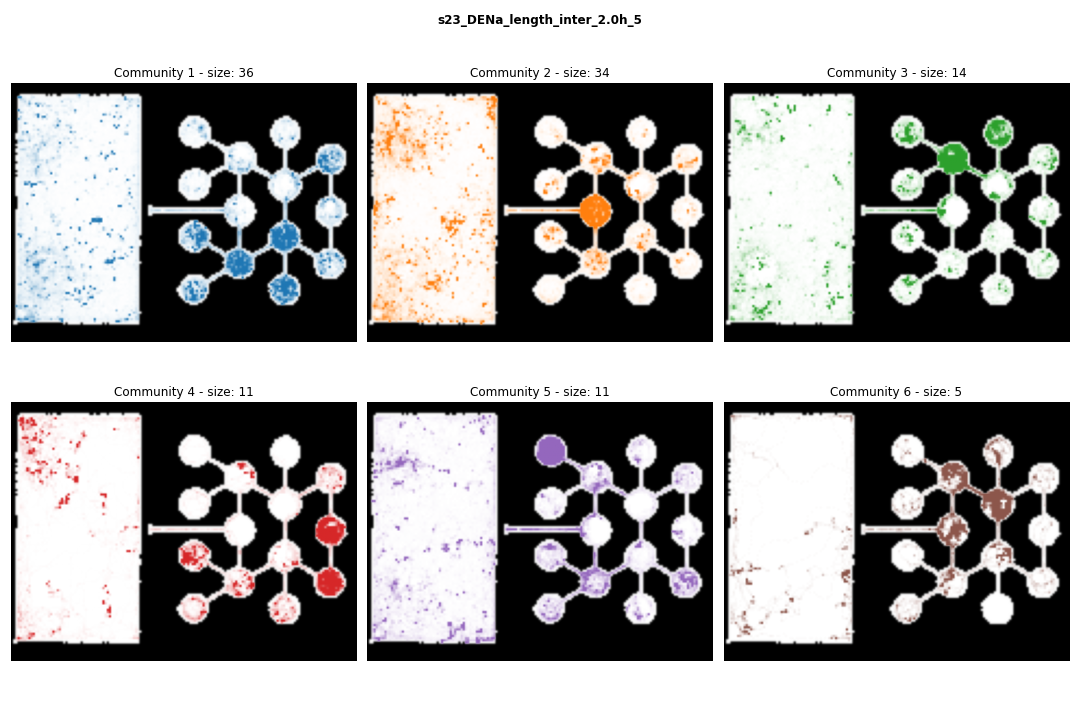 s23_DENa_length_inter_2.0h_5
Community 1 - size: 36
Community 2 - size: 34
Community 3 - size: 14
Community 4 - size: 11
Community 5 - size: 11
Community 6 - size: 5